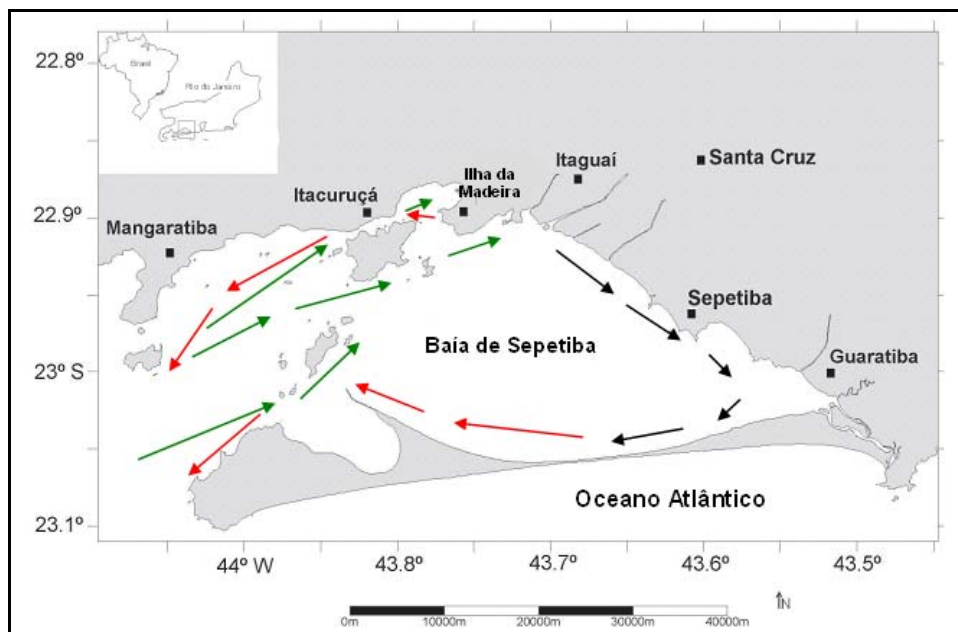 22.8º
Brasil
Rio de Janeiro
Itaguaí
Santa Cruz
Ilha da
Madeira
Itacuruçá
22.9º
Mangaratiba
Sepetiba
Baía de Sepetiba
Guaratiba
23º S
Oceano Atlântico
23.1º
44º W
43.8º
43.7º
43.6º
43.5º
N
0m
10000m
20000m
30000m
40000m